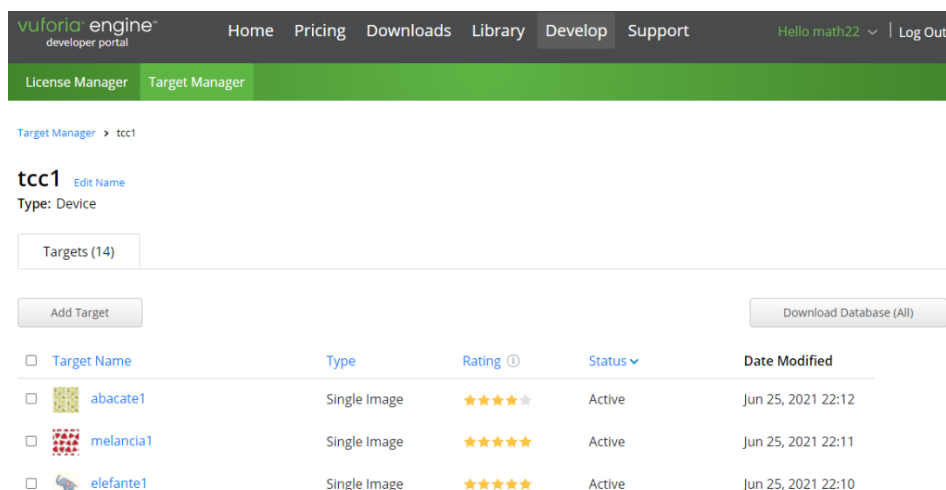 vuforia engine™
developer portal
Home Pricing Downloads Library Develop Support Hello math22 Log Out
License Manager Target Manager
Target Manager > tcc1
tcc1 Edit Name
Type: Device
Targets (14)
Add Target Download Database (All)
Target Name Type Rating Status Date Modified
abacate1 Single Image Active Jun 25, 2021 22:12
melancia1 Single Image Active Jun 25, 2021 22:11
elefante1 Single Image Active Jun 25, 2021 22:10